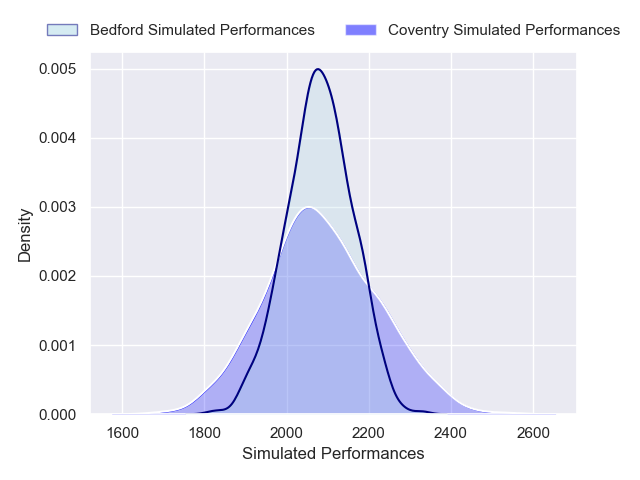 Bedford Simulated Performances Coventry Simulated Performances
0.005
0.004
0.003
0.002
0.001
0.000
Density
1600 1800 2000 2200 2400 2600
Simulated Performances